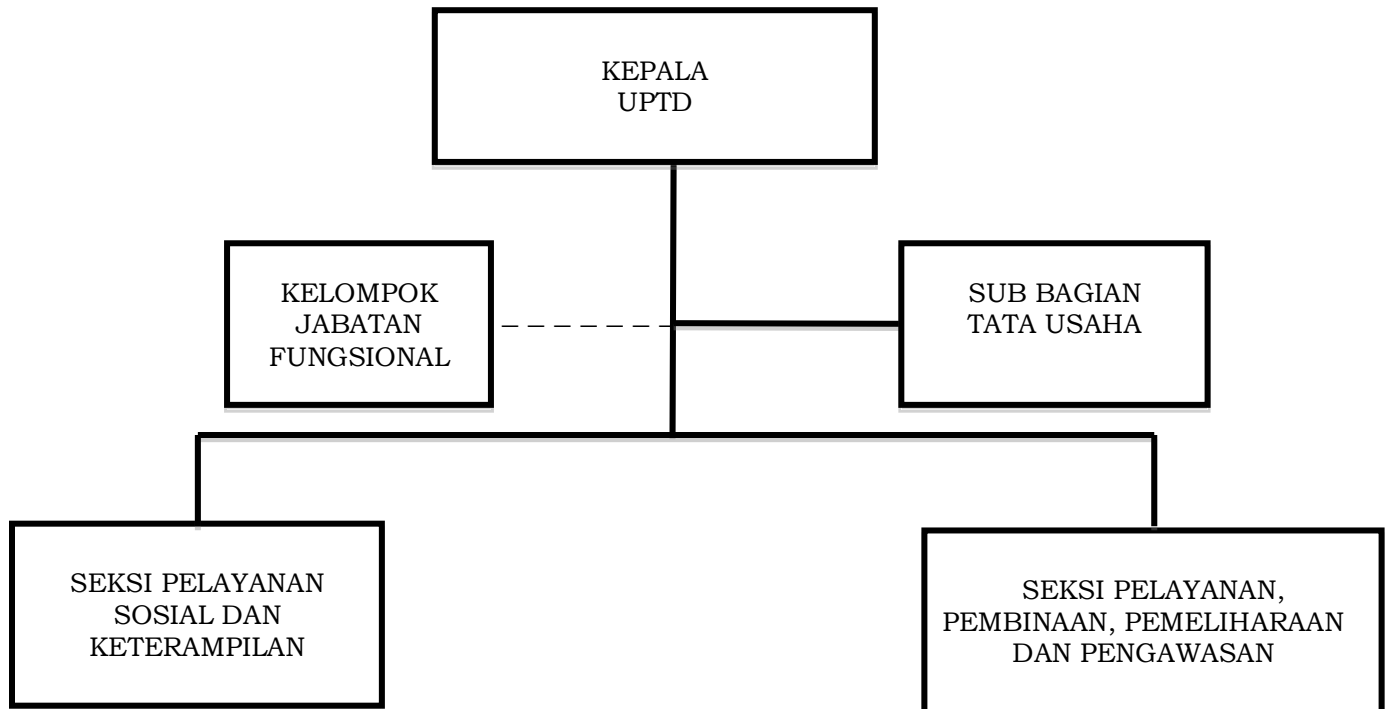 KEPALA
UPTD
KELOMPOK
JABATAN
FUNGSIONAL
SUB BAGIAN
TATA USAHA
SEKSI PELAYANAN
SOSIAL DAN
KETERAMPILAN
SEKSI PELAYANAN,
PEMBINAAN, PEMELIHARAAN
DAN PENGAWASAN